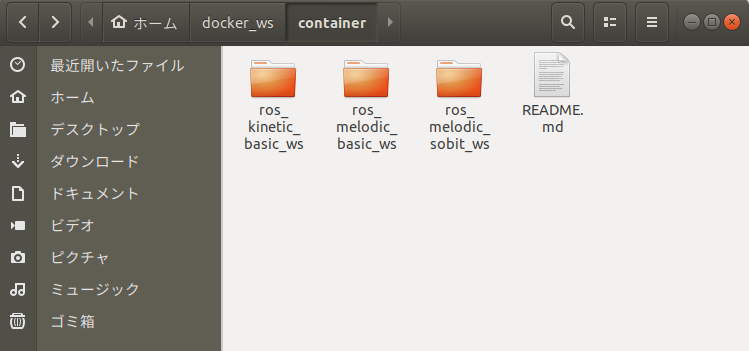 ホーム docker_ws container
最近開いたファイル
ホーム
デスクトップ
ダウンロード
ドキュメント
ビデオ
ピクチャ
ミュージック
ゴミ箱
ros_
kinetic_
basic_ws
ros_
melodic_
basic_ws
ros_
melodic_
sobit_ws
README.
md